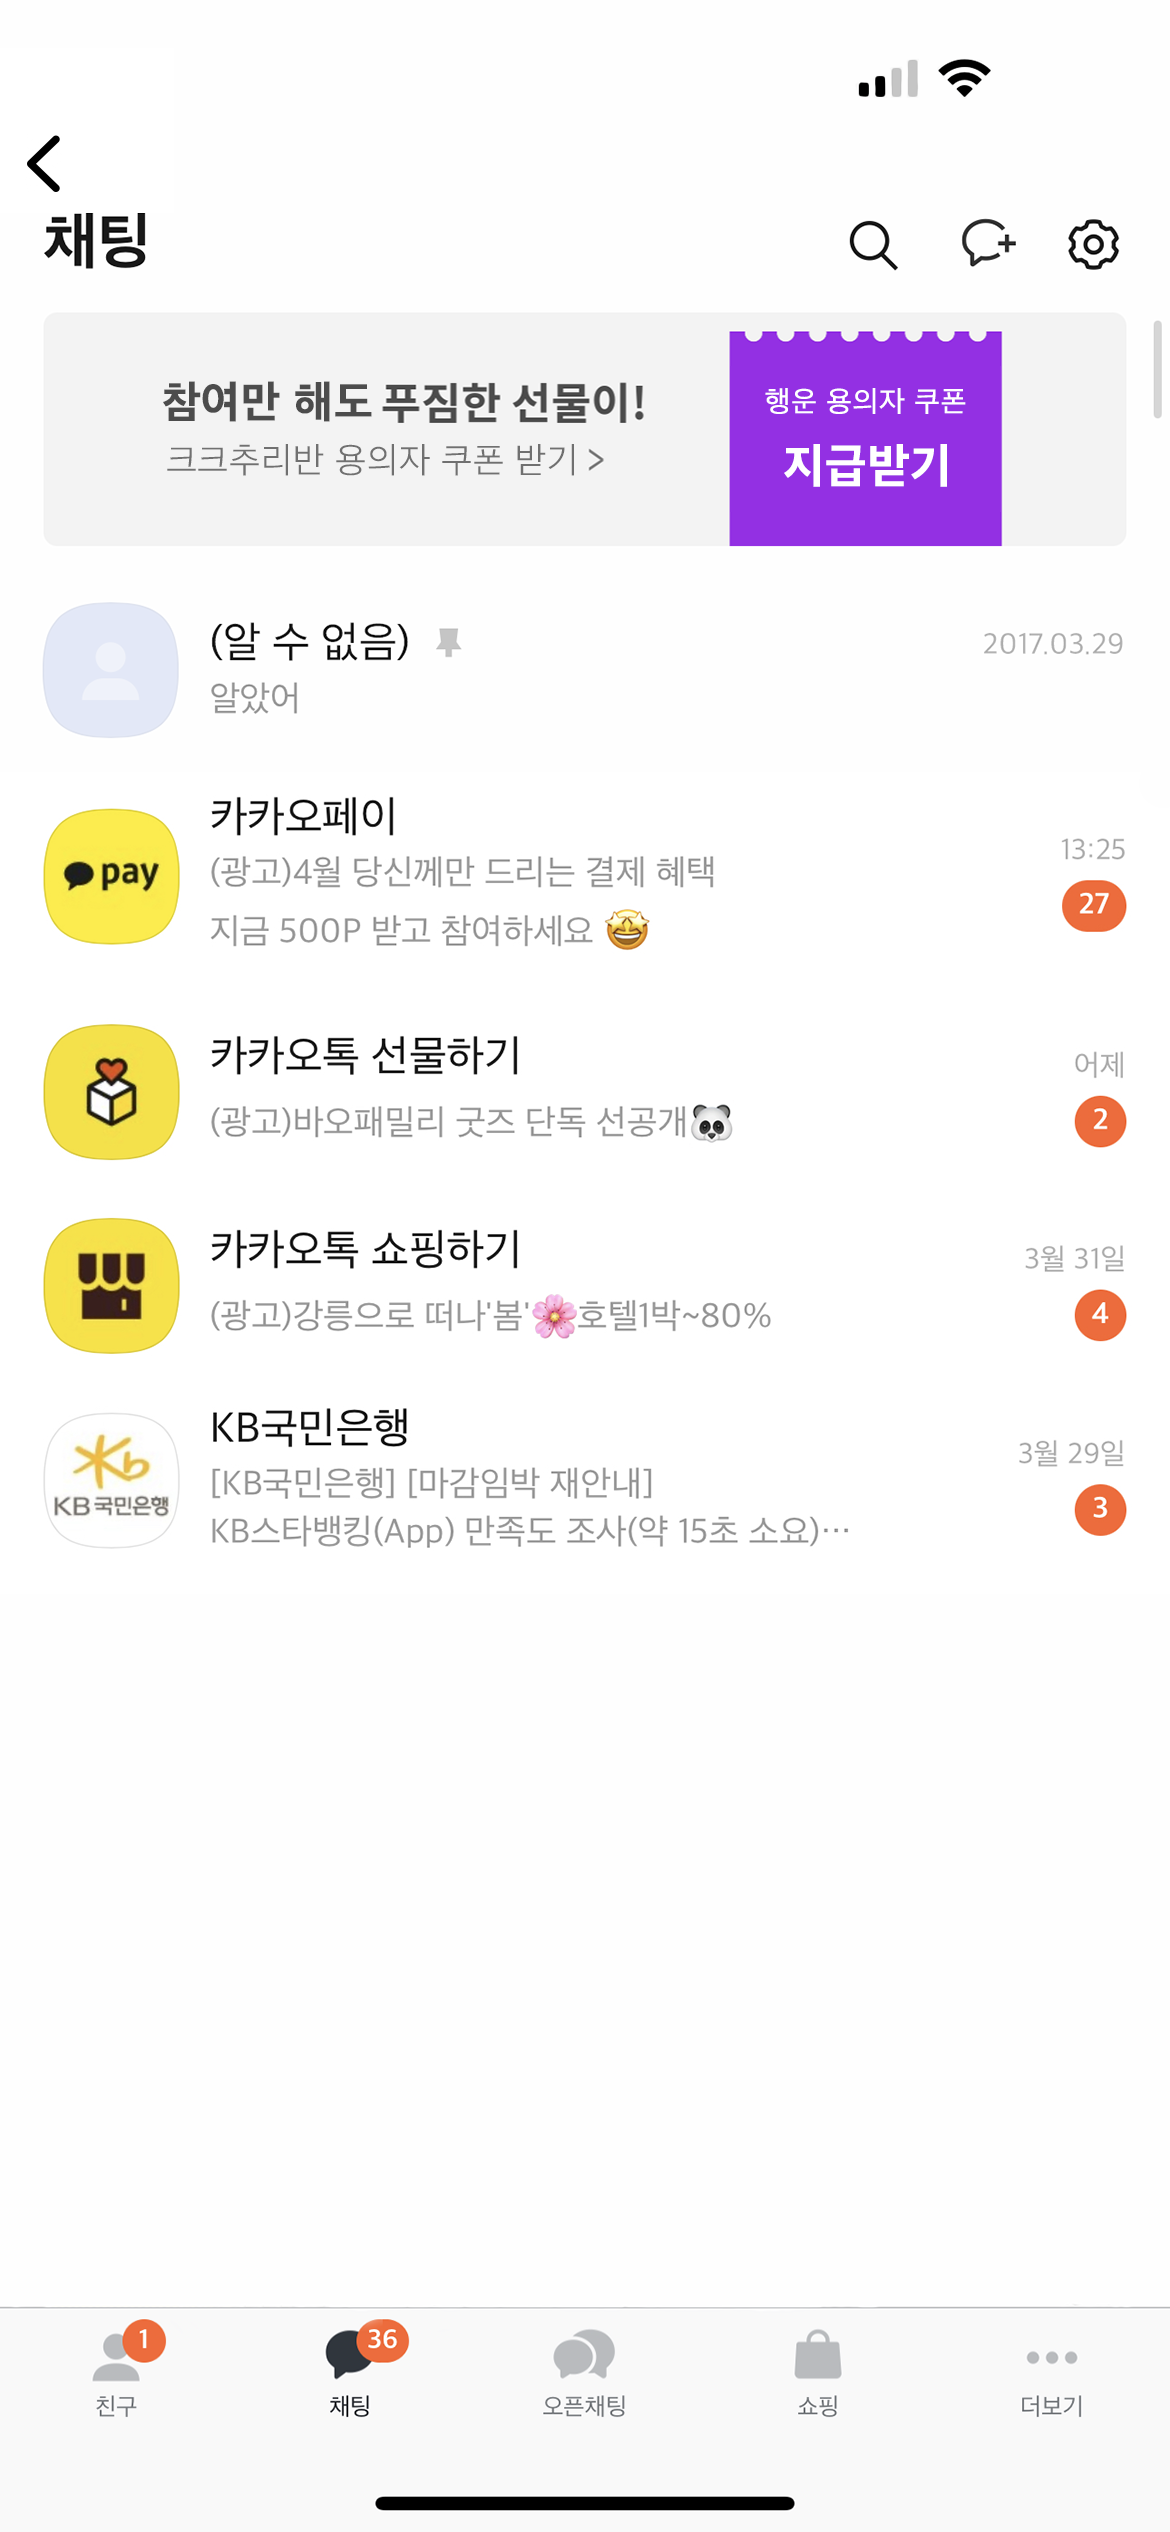 채팅
참여만 해도 푸짐한 선물이!
크크추리반 용의자 쿠폰 받기 >
행운 용의자 쿠폰
지급받기
(알 수 없음)
2017.03.29
알았어
카카오페이
pay
(광고)4월 당신께만 드리는 결제 혜택
13:25
지금 500P 받고 참여하세요 🤩
27
카카오톡 선물하기
어제
(광고)바오패밀리 굿즈 단독 선공개🐼
2
카카오톡 쇼핑하기
3월 31일
(광고)강릉으로 떠나'봄'🌸호텔1박~80%
4
KB국민은행
Kb
KB국민은행
[KB국민은행] [마감임박 재안내]
3월 29일
KB스타뱅킹(App) 만족도 조사(약 15초 소요)···
3
1
36
친구
채팅
오픈채팅
쇼핑
더보기